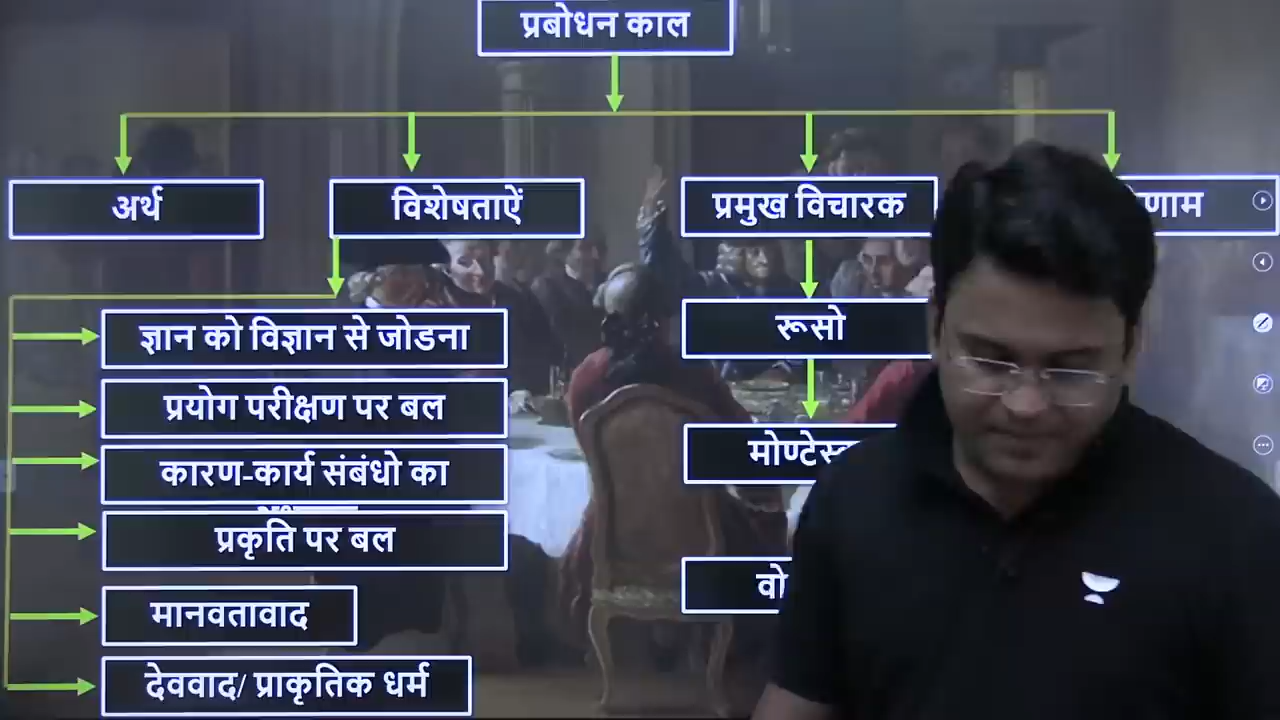 प्रबोधन काल
अर्थ
विशेषताऐं
प्रमुख विचारक
ज्ञान को विज्ञान से जोडना
प्रयोग परीक्षण पर बल
कारण-कार्य संबंधो का
प्रकृति पर बल
मानवतावाद
देववाद/ प्राकृतिक धर्म
रूसो